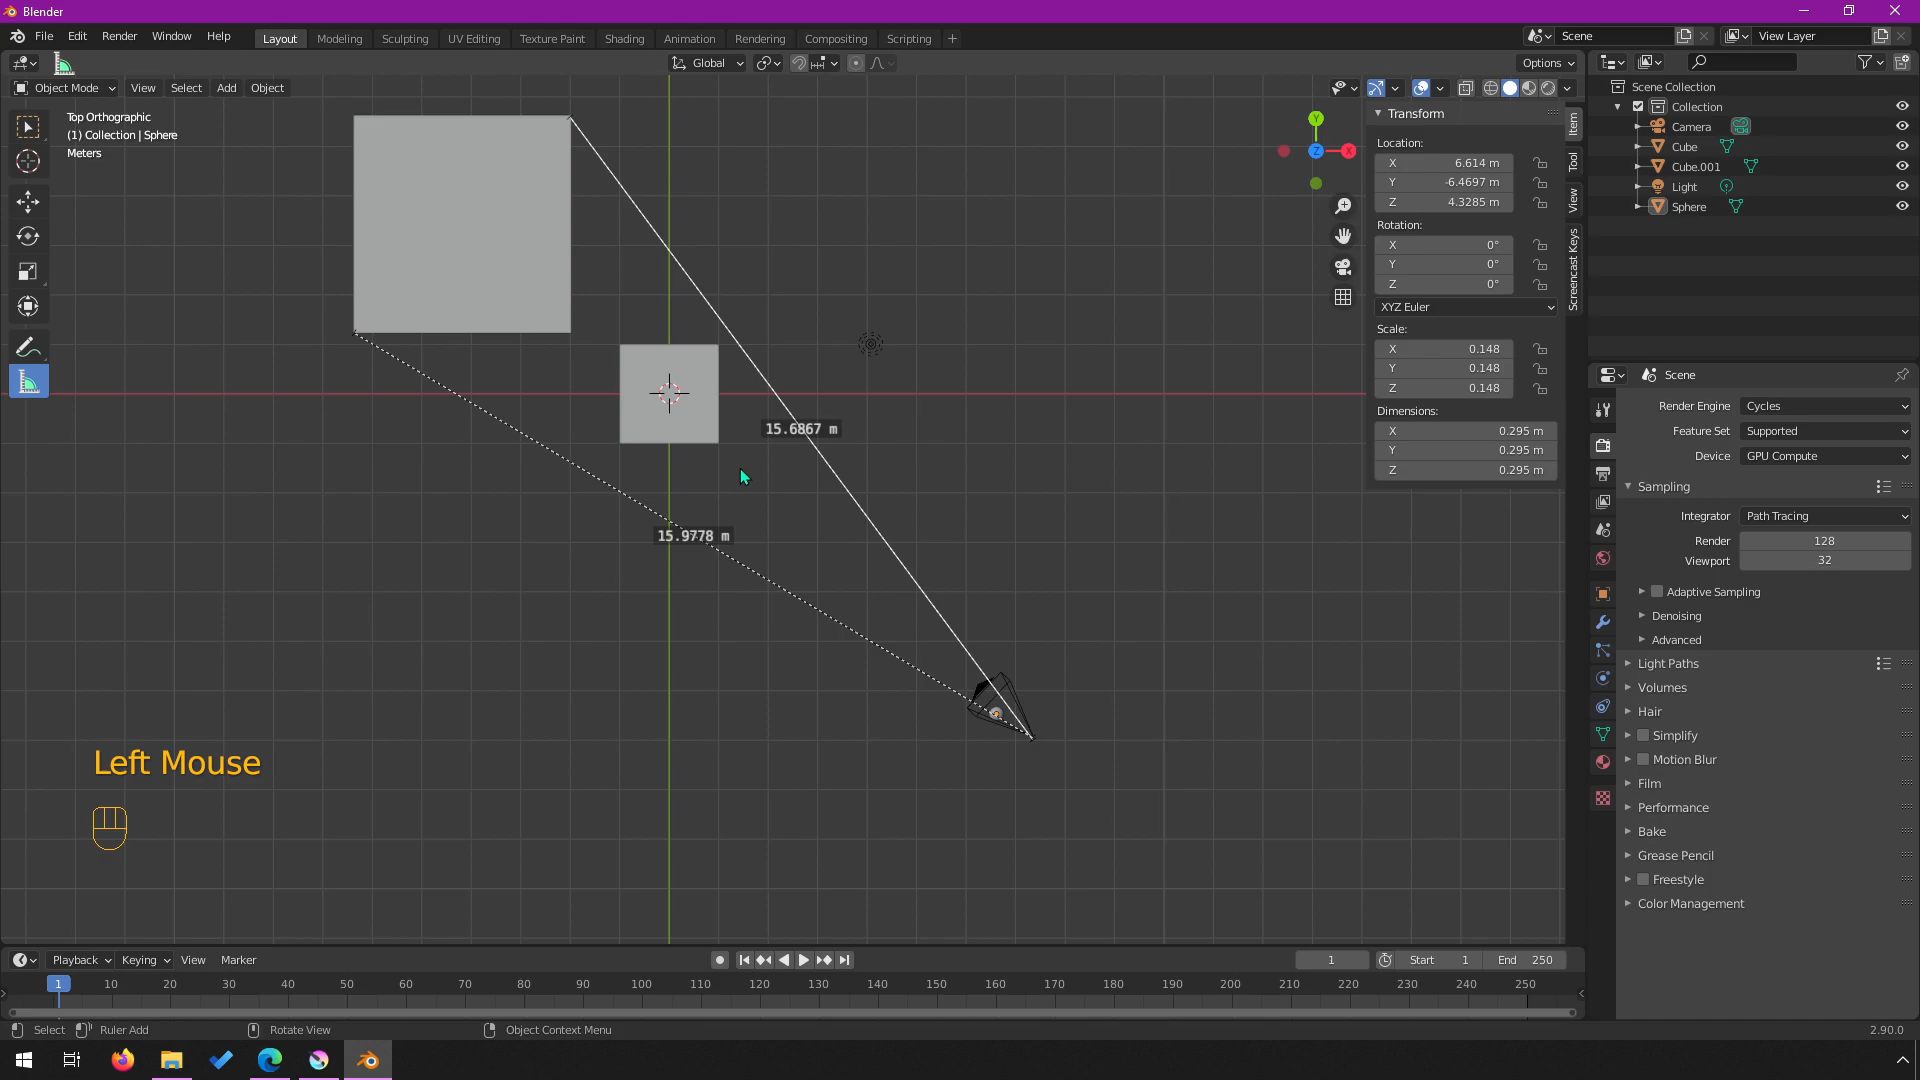 Blender
File Edit Render Window Help
Layout Modeling Sculpting UV Editing Texture Paint Shading Animation Rendering Compositing Scripting +
Scene
View Layer
Global
Options
Object Mode View Select Add Object
Top Orthographic
(1) Collection | Sphere
Meters
15.6867 m
15.9778 m
Left Mouse
Y
Z X
Transform
Location:
X 6.614 m
Y -6.4697 m
Z 4.3285 m
Rotation:
X 0°
Y 0°
Z 0°
XYZ Euler
Scale:
X 0.148
Y 0.148
Z 0.148
Dimensions:
X 0.295 m
Y 0.295 m
Z 0.295 m
Item
Tool
View
Screencast Keys
Scene Collection
Collection
Camera
Cube
Cube.001
Light
Sphere
Scene
Render Engine Cycles
Feature Set Supported
Device GPU Compute
Sampling
Integrator Path Tracing
Render 128
Viewport 32
Adaptive Sampling
Denoising
Advanced
Light Paths
Volumes
Hair
Simplify
Motion Blur
Film
Performance
Bake
Grease Pencil
Freestyle
Color Management
Playback Keying View Marker
1 Start 1 End 250
1 10 20 30 40 50 60 70 80 90 100 110 120 130 140 150 160 170 180 190 200 210 220 230 240 250
Select Ruler Add Rotate View Object Context Menu 2.90.0